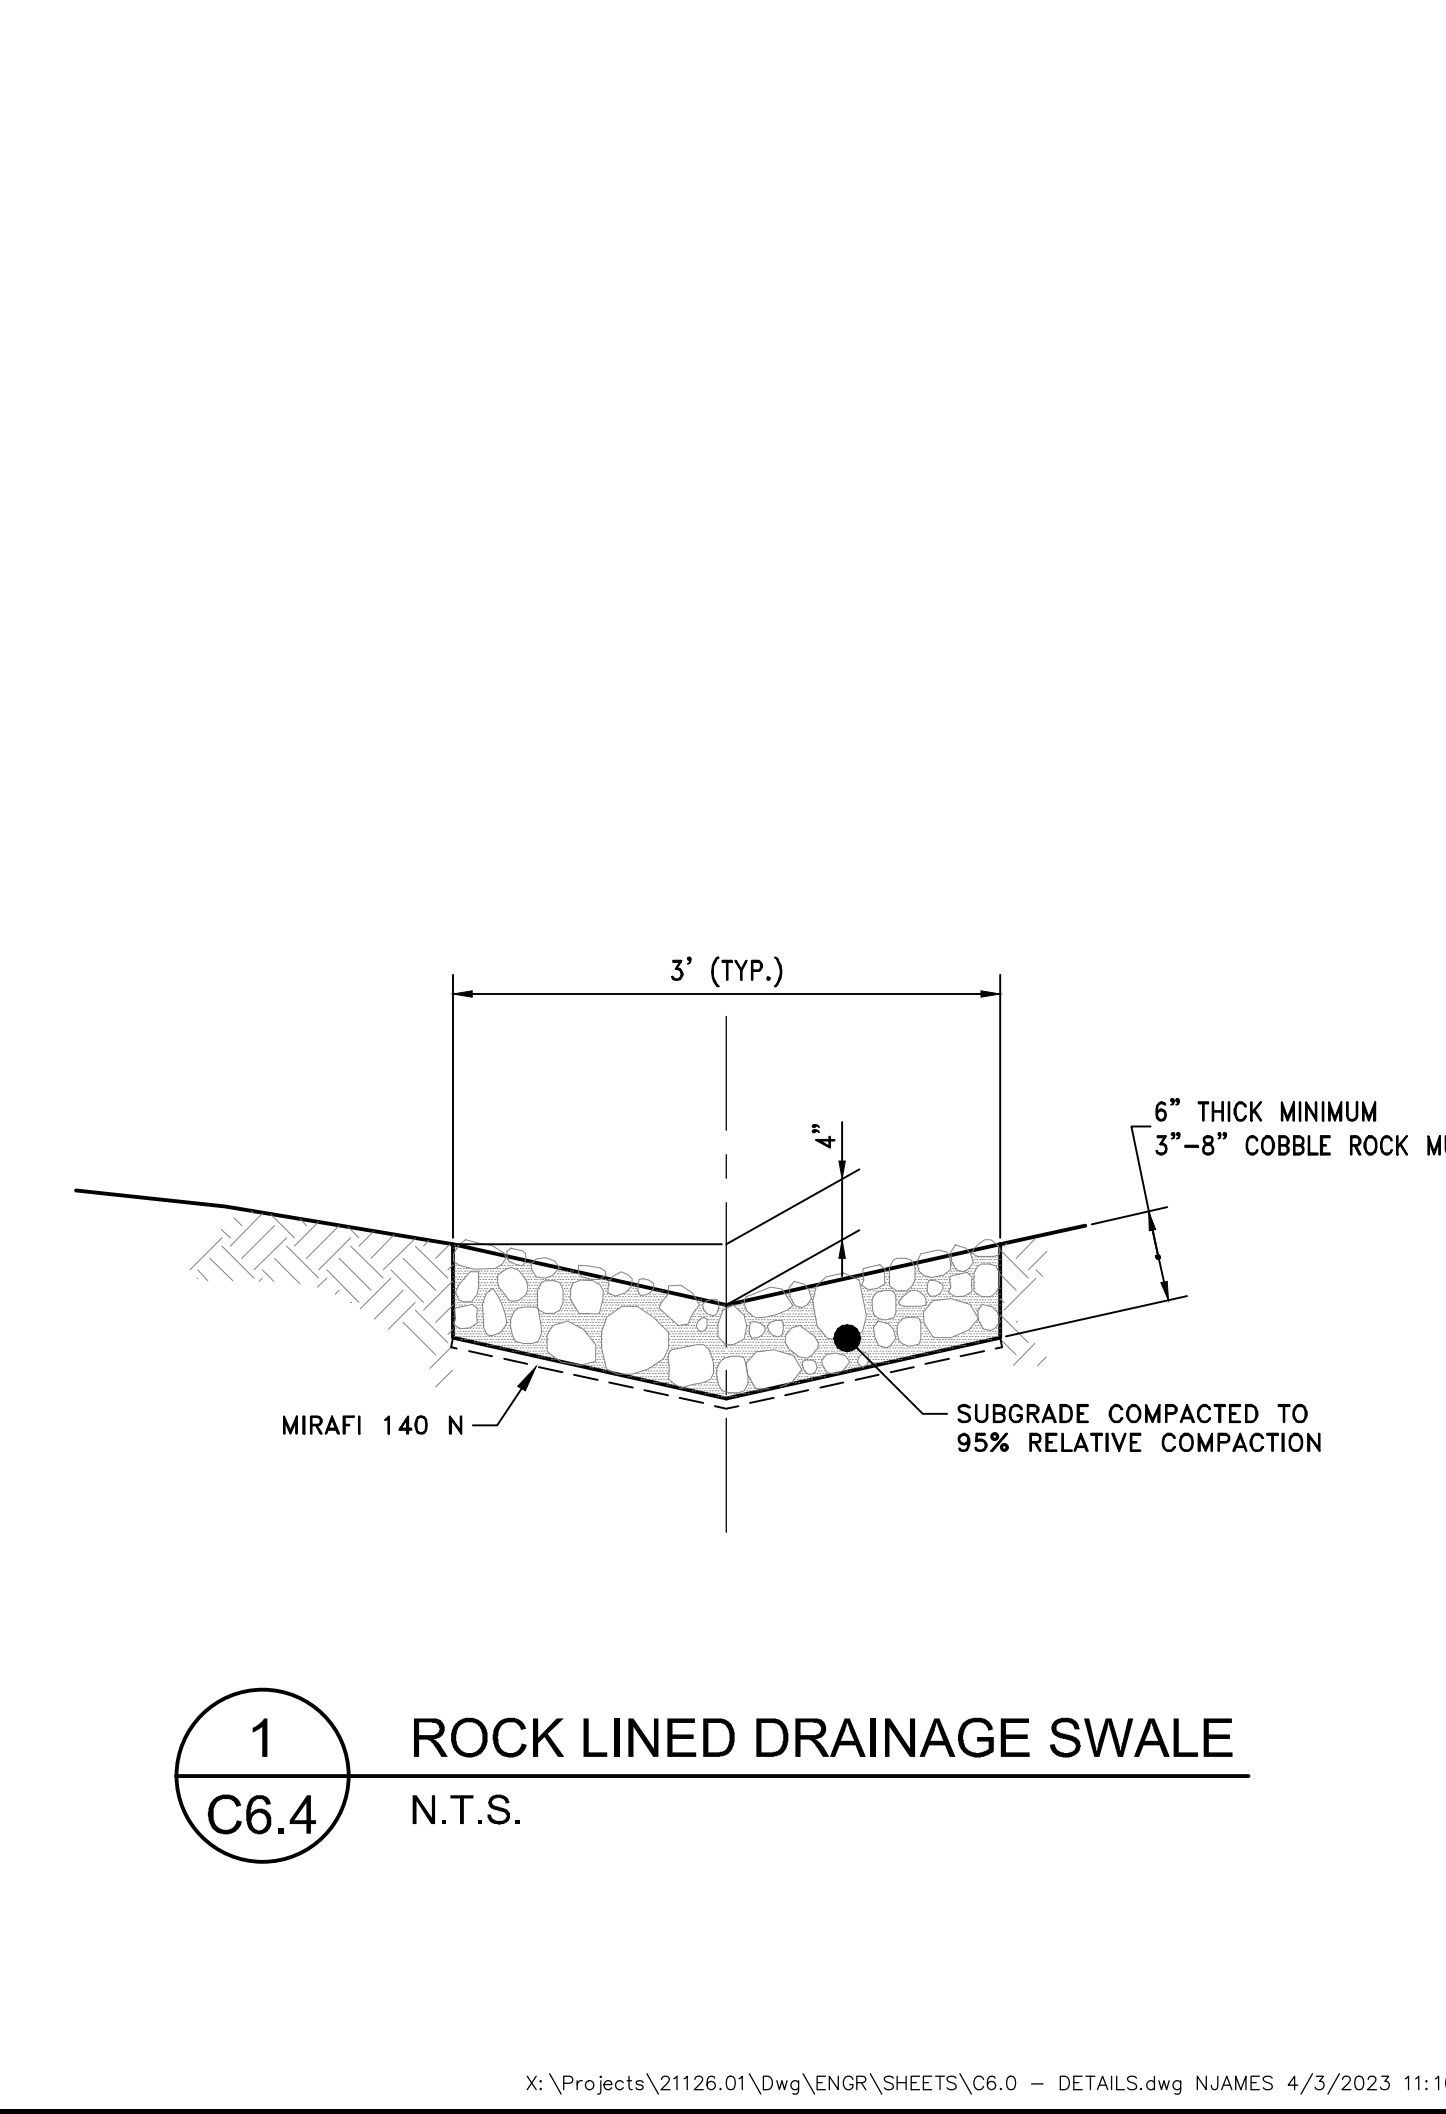 3' (TYP.)
4"
6" THICK MINIMUM
3"-8" COBBLE ROCK
MIRAFI 140 N
SUBGRADE COMPACTED TO
95% RELATIVE COMPACTION
1
ROCK LINED DRAINAGE SWALE
C6.4
N.T.S.
X:\Projects\21126.01\Dwg\ENGR\SHEETS\C6.0 - DETAILS.dwg NJAMES 4/3/2023